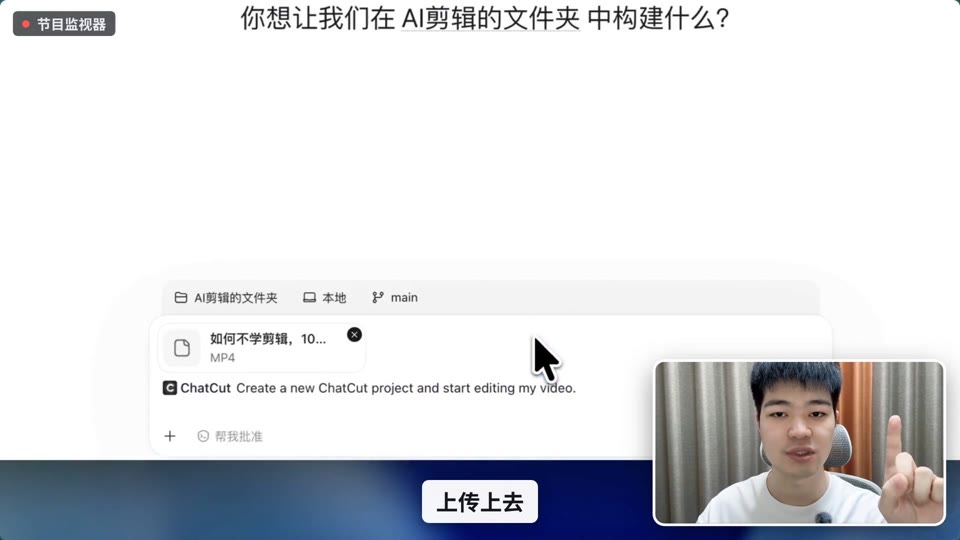 节目监视器
你想让我们在 AI剪辑的文件夹 中构建什么?
AI剪辑的文件夹 本地 main
如何不学剪辑，10...
MP4
ChatCut Create a new ChatCut project and start editing my video.
帮我批准
上传上去